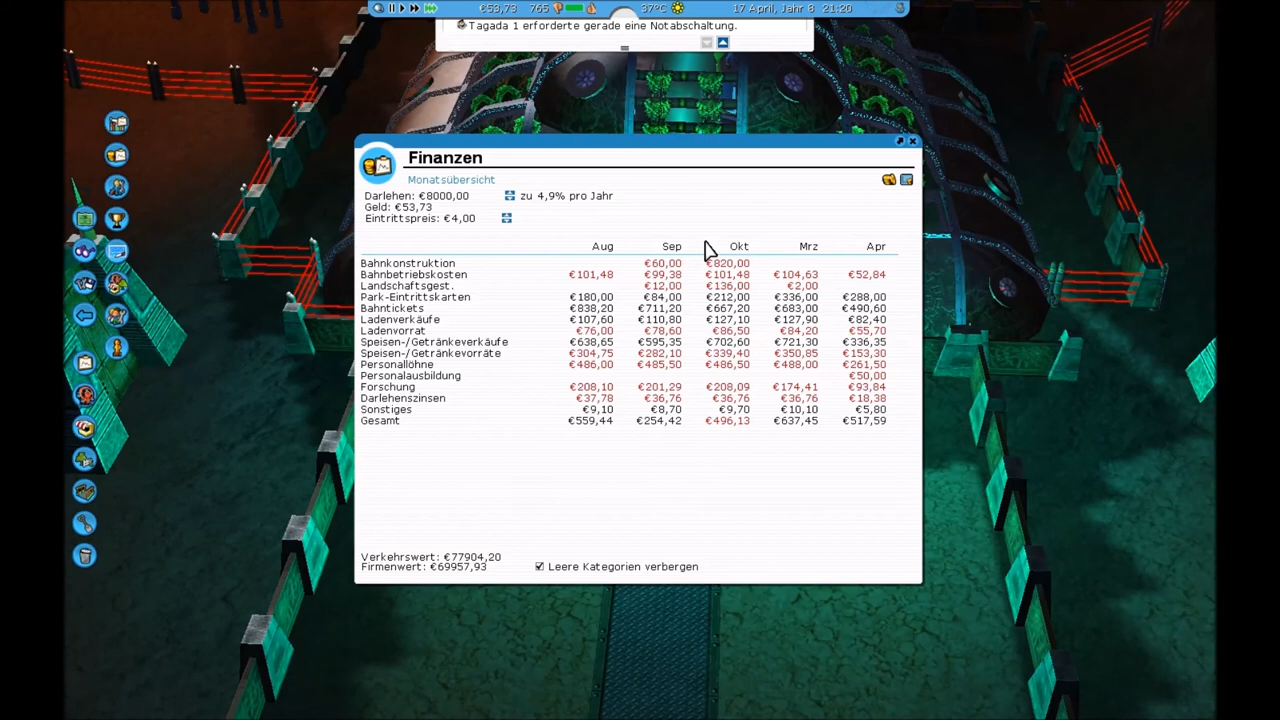 €53,73 765 37°C 17 April, Jahr 8 21:20
Tagada 1 erforderte gerade eine Notabschaltung.
Finanzen
Monatsübersicht
Darlehen: €8000,00 zu 4,9% pro Jahr
Geld: €53,73
Eintrittspreis: €4,00
Aug Sep Okt Mrz Apr
Bahnkonstruktion €60,00 €820,00
Bahnbetriebskosten €101,48 €99,38 €101,48 €104,63 €52,84
Landschaftsgest. €12,00 €136,00 €2,00
Park-Eintrittskarten €180,00 €84,00 €212,00 €336,00 €288,00
Bahntickets €838,20 €711,20 €667,20 €683,00 €490,60
Ladenverkäufe €107,60 €110,80 €127,10 €127,90 €82,40
Ladenvorrat €76,00 €78,60 €86,50 €84,20 €55,70
Speisen-/Getränkeverkäufe €638,65 €595,35 €702,60 €721,30 €336,35
Speisen-/Getränkevorräte €304,75 €282,10 €339,40 €350,85 €153,30
Personallöhne €486,00 €485,50 €486,50 €488,00 €261,50
Personalausbildung €50,00
Forschung €208,10 €201,29 €208,09 €174,41 €93,84
Darlehenszinsen €37,78 €36,76 €36,76 €36,76 €18,38
Sonstiges €9,10 €8,70 €9,70 €10,10 €5,80
Gesamt €559,44 €254,42 €496,13 €637,45 €517,59
Verkehrswert: €77904,20
Firmenwert: €69957,93 Leere Kategorien verbergen